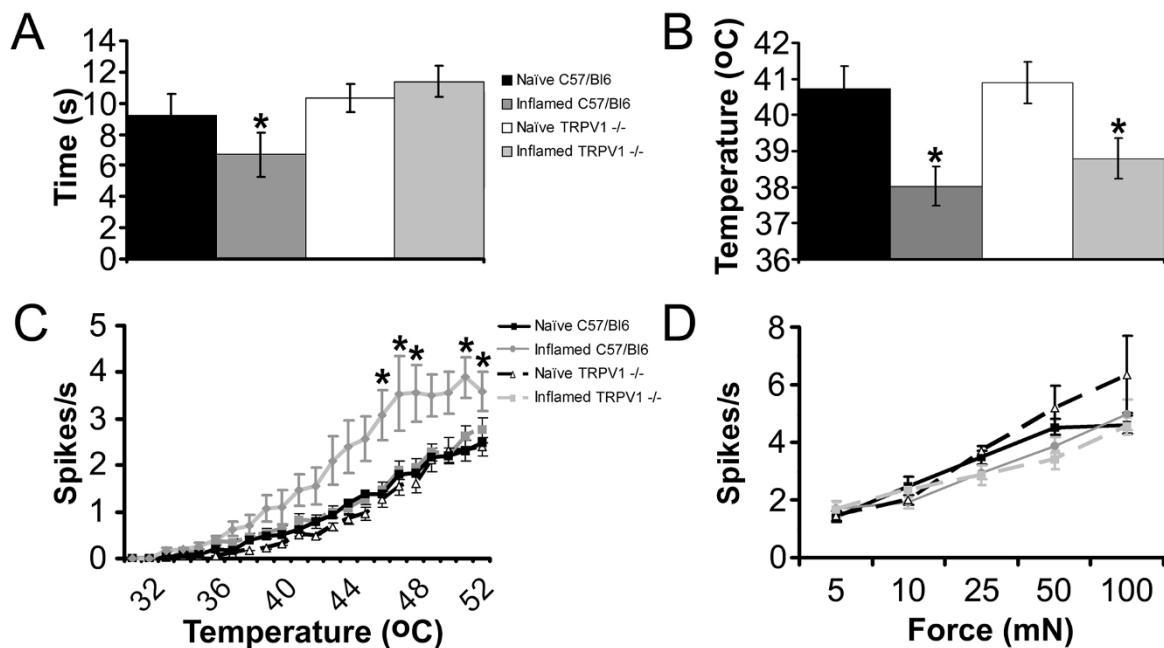 A
Time (s)
14
12
10
8
6
4
2
0
*
Naïve C57/Bl6
Inflamed C57/Bl6
Naïve TRPV1 -/-
Inflamed TRPV1 -/-
B
Temperature (ºC)
42
41
40
39
38
37
36
*
*
C
Spikes/s
5
4
3
2
1
0
* * * * *
32 36 40 44 48 52
Temperature (ºC)
Naïve C57/Bl6
Inflamed C57/Bl6
Naïve TRPV1 -/-
Inflamed TRPV1 -/-
D
Spikes/s
8
6
4
2
0
5 10 25 50 100
Force (mN)